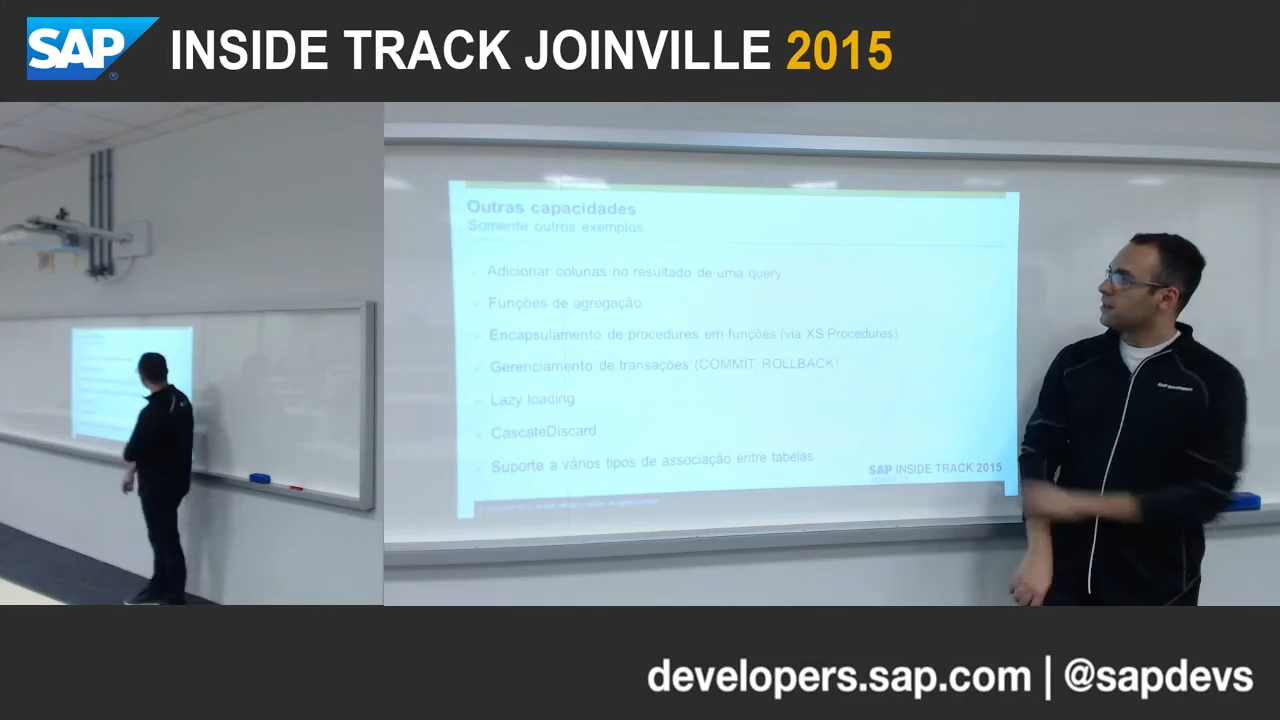 SAP
INSIDE TRACK JOINVILLE 2015
Outras capacidades
Somente outros exemplos
Adicionar colunas no resultado de uma query
Funções de agregação
Encapsulamento de procedures em funções (via XS Procedures)
Gerenciamento de transações (COMMIT, ROLLBACK)
Lazy loading
CascateDiscard
Suporte a vários tipos de associação entre tabelas
SAP INSIDE TRACK 2015
JOINVILLE
developers.sap.com | @sapdevs